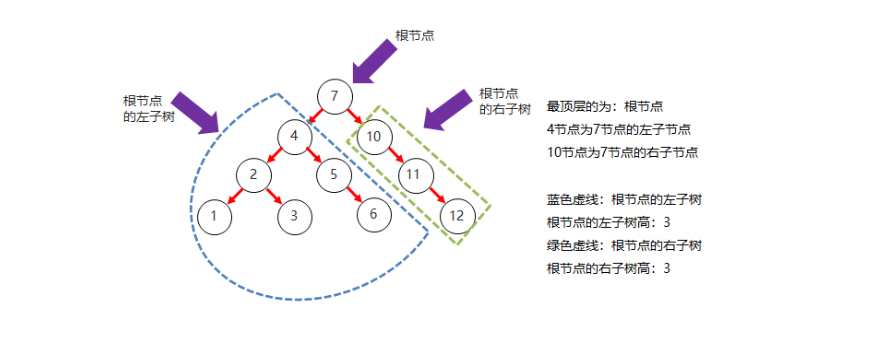 根节点
根节点
的左子树
根节点
的右子树
7
4
10
2
5
11
1
3
6
12
最顶层的为：根节点
4节点为7节点的左子节点
10节点为7节点的右子节点
蓝色虚线：根节点的左子树
根节点的左子树高：3
绿色虚线：根节点的右子树
根节点的右子树高：3